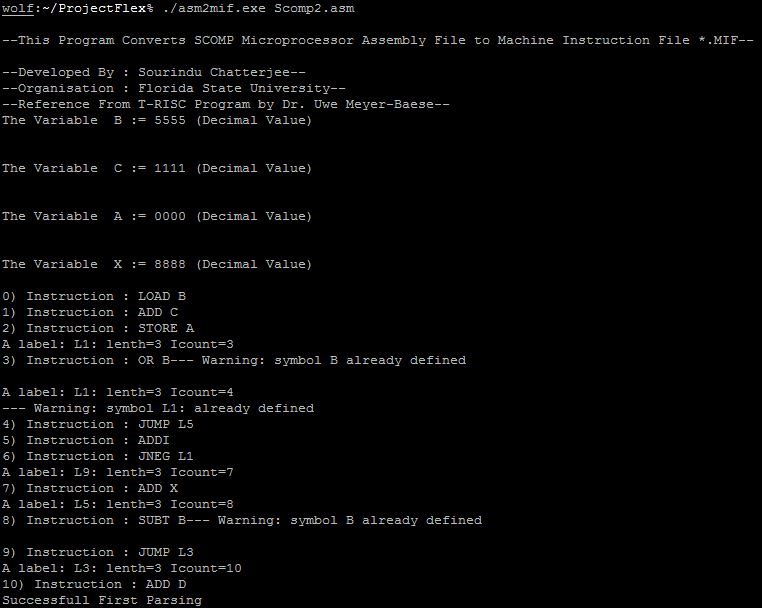 wolf:~/ProjectFlex% ./asm2mif.exe Scomp2.asm
--This Program Converts SCOMP Microprocessor Assembly File to Machine Instruction File *.MIF--
--Developed By : Sourindu Chatterjee--
--Organisation : Florida State University--
--Reference From T-RISC Program by Dr. Uwe Meyer-Baese--
The Variable  B := 5555 (Decimal Value)
The Variable  C := 1111 (Decimal Value)
The Variable  A := 0000 (Decimal Value)
The Variable  X := 8888 (Decimal Value)
0) Instruction : LOAD B
1) Instruction : ADD C
2) Instruction : STORE A
A label: L1: lenth=3 Icount=3
3) Instruction : OR B--- Warning: symbol B already defined
A label: L1: lenth=3 Icount=4
--- Warning: symbol L1: already defined
4) Instruction : JUMP L5
5) Instruction : ADDI
6) Instruction : JNEG L1
A label: L9: lenth=3 Icount=7
7) Instruction : ADD X
A label: L5: lenth=3 Icount=8
8) Instruction : SUBT B--- Warning: symbol B already defined
9) Instruction : JUMP L3
A label: L3: lenth=3 Icount=10
10) Instruction : ADD D
Successfull First Parsing